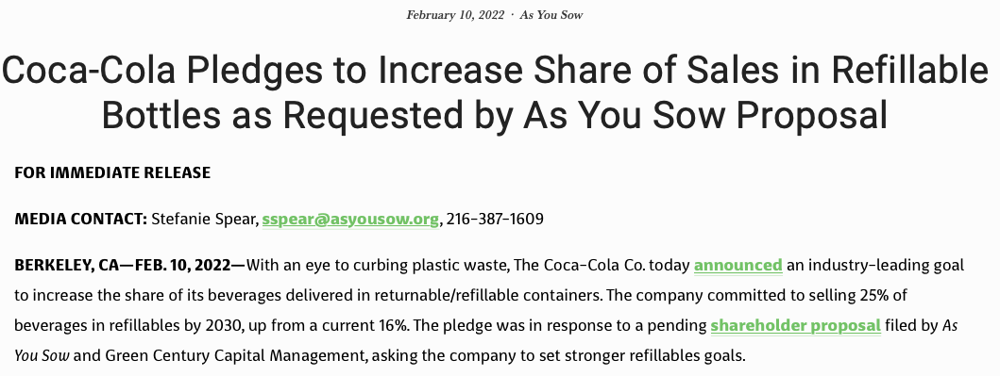 February 10, 2022 · As You Sow
Coca-Cola Pledges to Increase Share of Sales in Refillable
Bottles as Requested by As You Sow Proposal
FOR IMMEDIATE RELEASE
MEDIA CONTACT: Stefanie Spear, sspear@asyousow.org, 216-387-1609
BERKELEY, CA—FEB. 10, 2022—With an eye to curbing plastic waste, The Coca-Cola Co. today announced an industry-leading goal
to increase the share of its beverages delivered in returnable/refillable containers. The company committed to selling 25% of
beverages in refillables by 2030, up from a current 16%. The pledge was in response to a pending shareholder proposal filed by As
You Sow and Green Century Capital Management, asking the company to set stronger refillables goals.